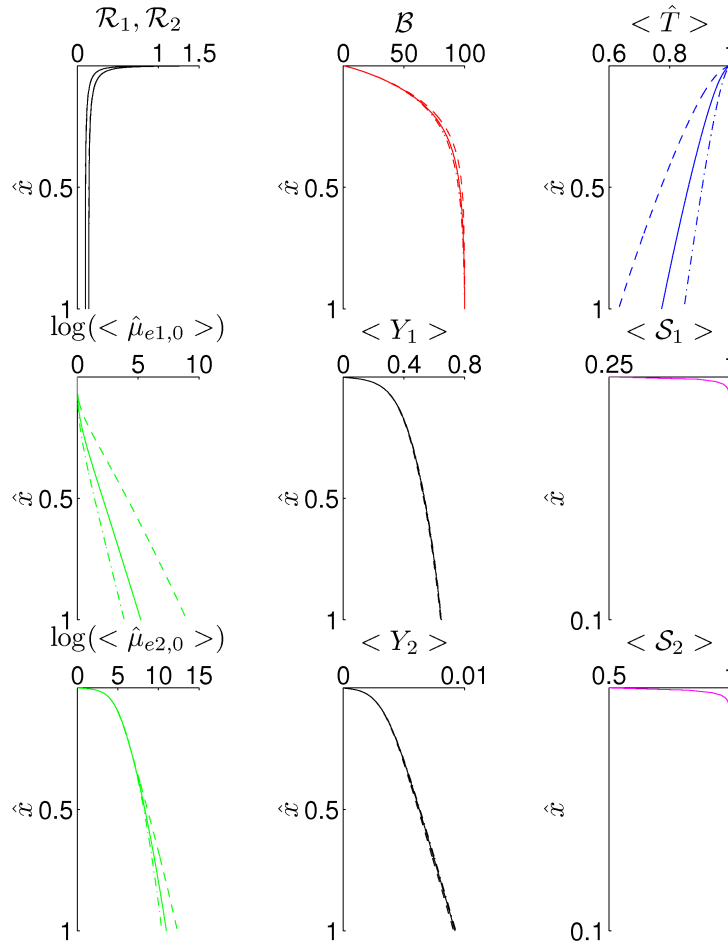 R₁, R₂
0 1 1.5
x̂ 0.5
1
B
0 50 100
x̂ 0.5
1
< T̂ >
0.6 0.8 1
x̂ 0.5
1
log(< μ̂e1,0 >)
0 5 10
x̂ 0.5
1
< Y₁ >
0 0.4 0.8
x̂ 0.5
1
< S₁ >
0.25
x̂
0.1
log(< μ̂e2,0 >)
0 5 10 15
x̂ 0.5
1
< Y₂ >
0 0.01
x̂ 0.5
1
< S₂ >
0.5
x̂
0.1